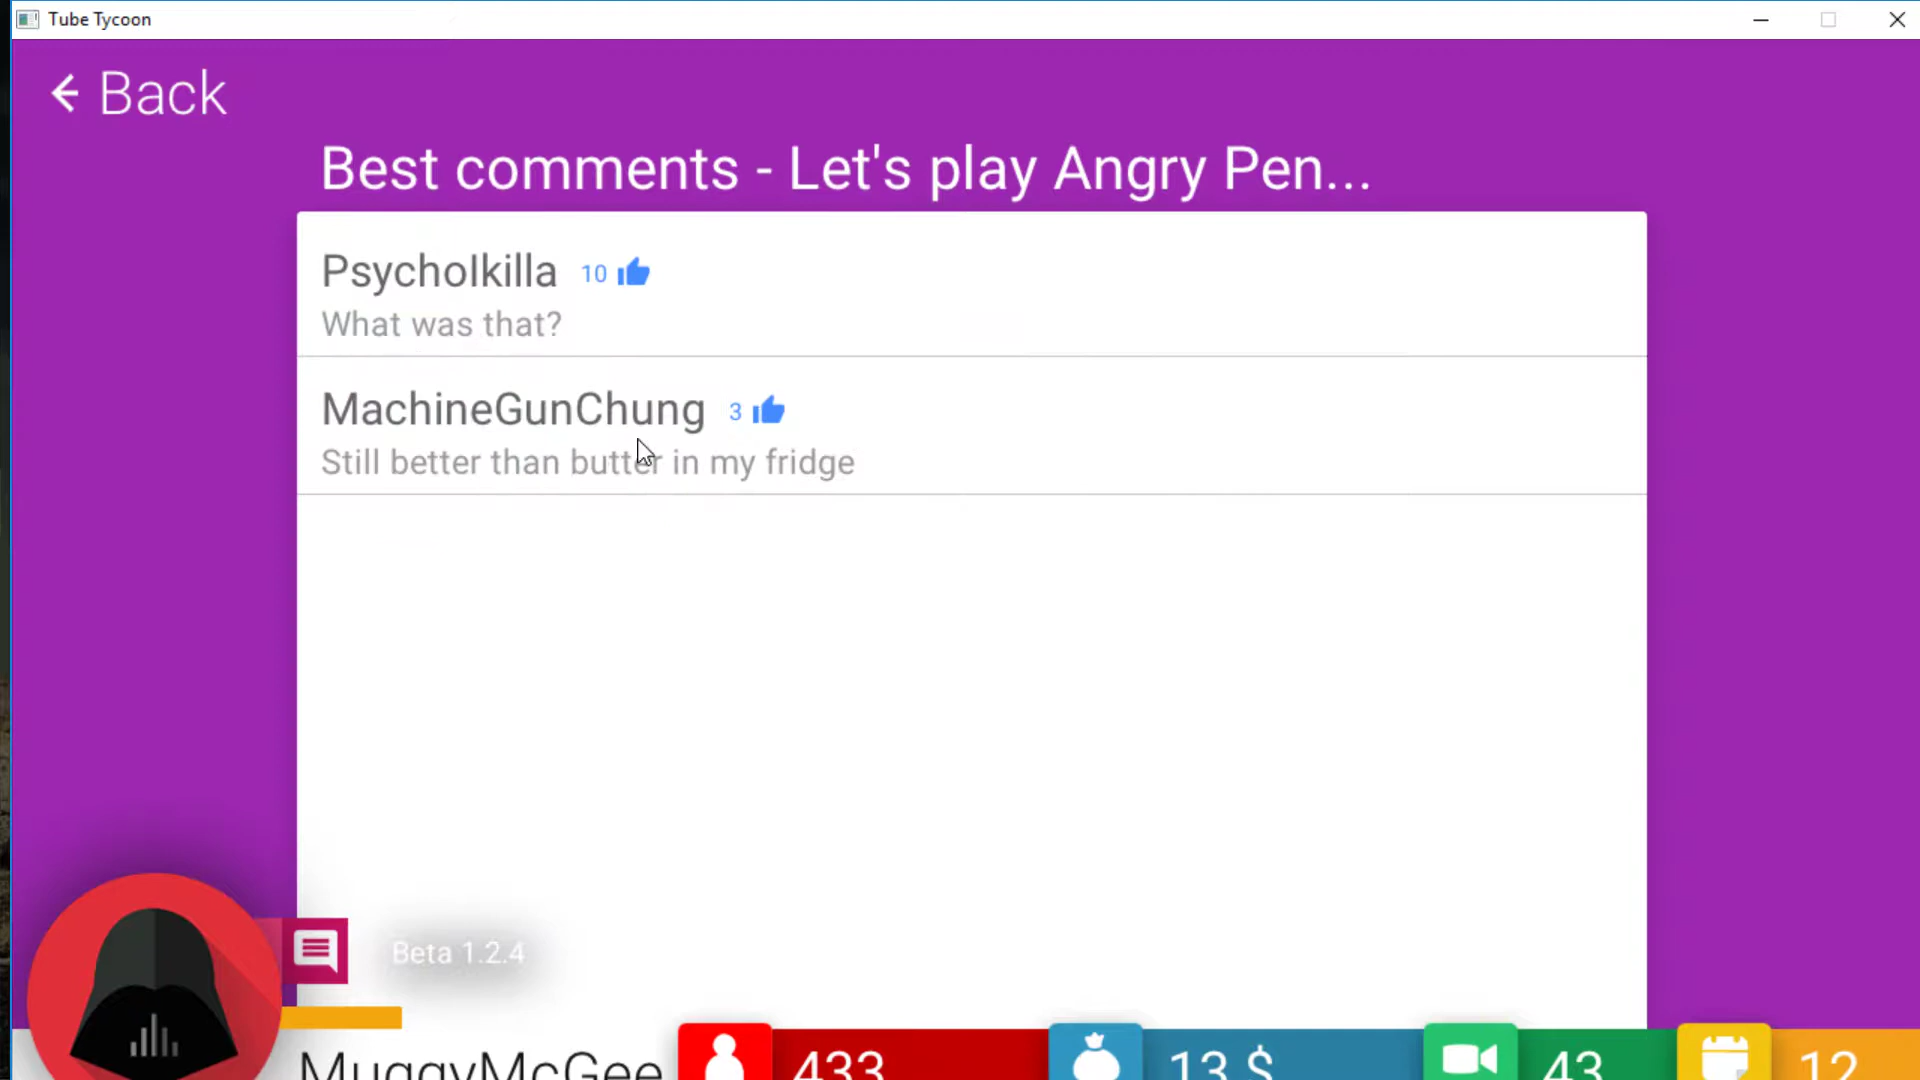 Tube Tycoon
Back
Best comments - Let's play Angry Pen...
PsychoIkilla 10
What was that?
MachineGunChung 3
Still better than butter in my fridge
Beta 1.2.4
MuggyMcGee 433 13 $ 43 12